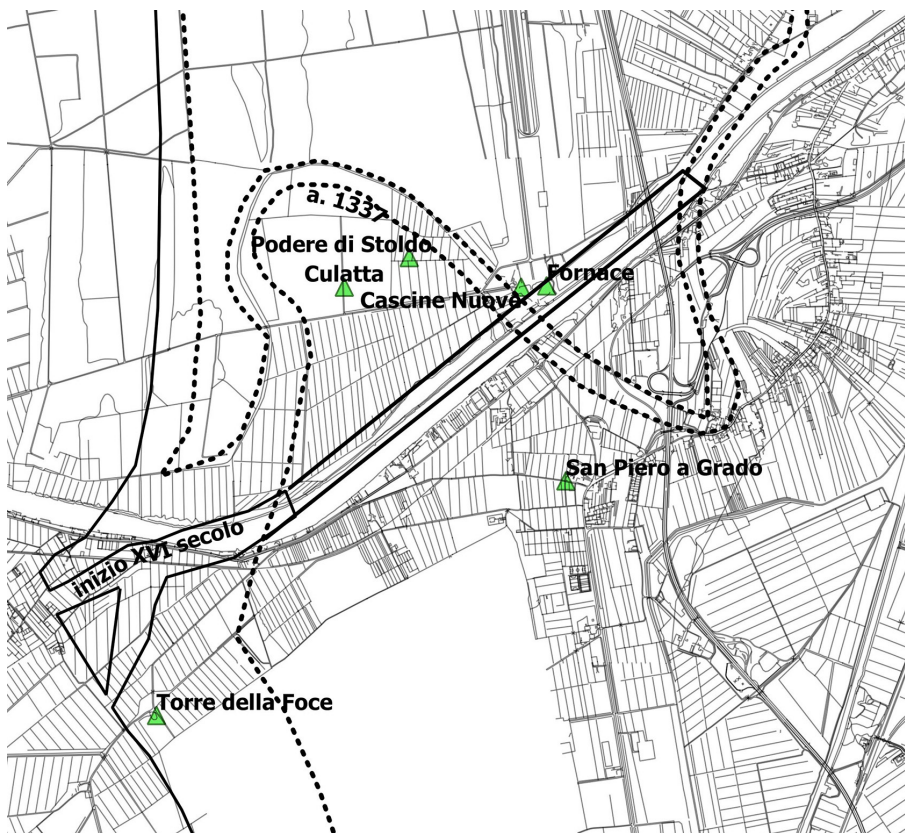 a. 1337
Podere di Stoldo
Culatta
Fornace
Cascine Nuove
San Piero a Grado
inizio XVI secolo
Torre della Foce